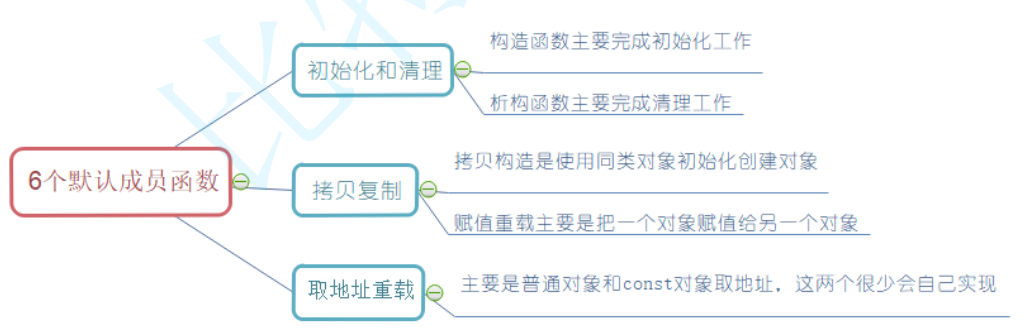 构造函数主要完成初始化工作
初始化和清理
析构函数主要完成清理工作
拷贝构造是使用同类对象初始化创建对象
6个默认成员函数
拷贝复制
赋值重载主要是把一个对象赋值给另一个对象
主要是普通对象和const对象取地址，这两个很少会自己实现
取地址重载